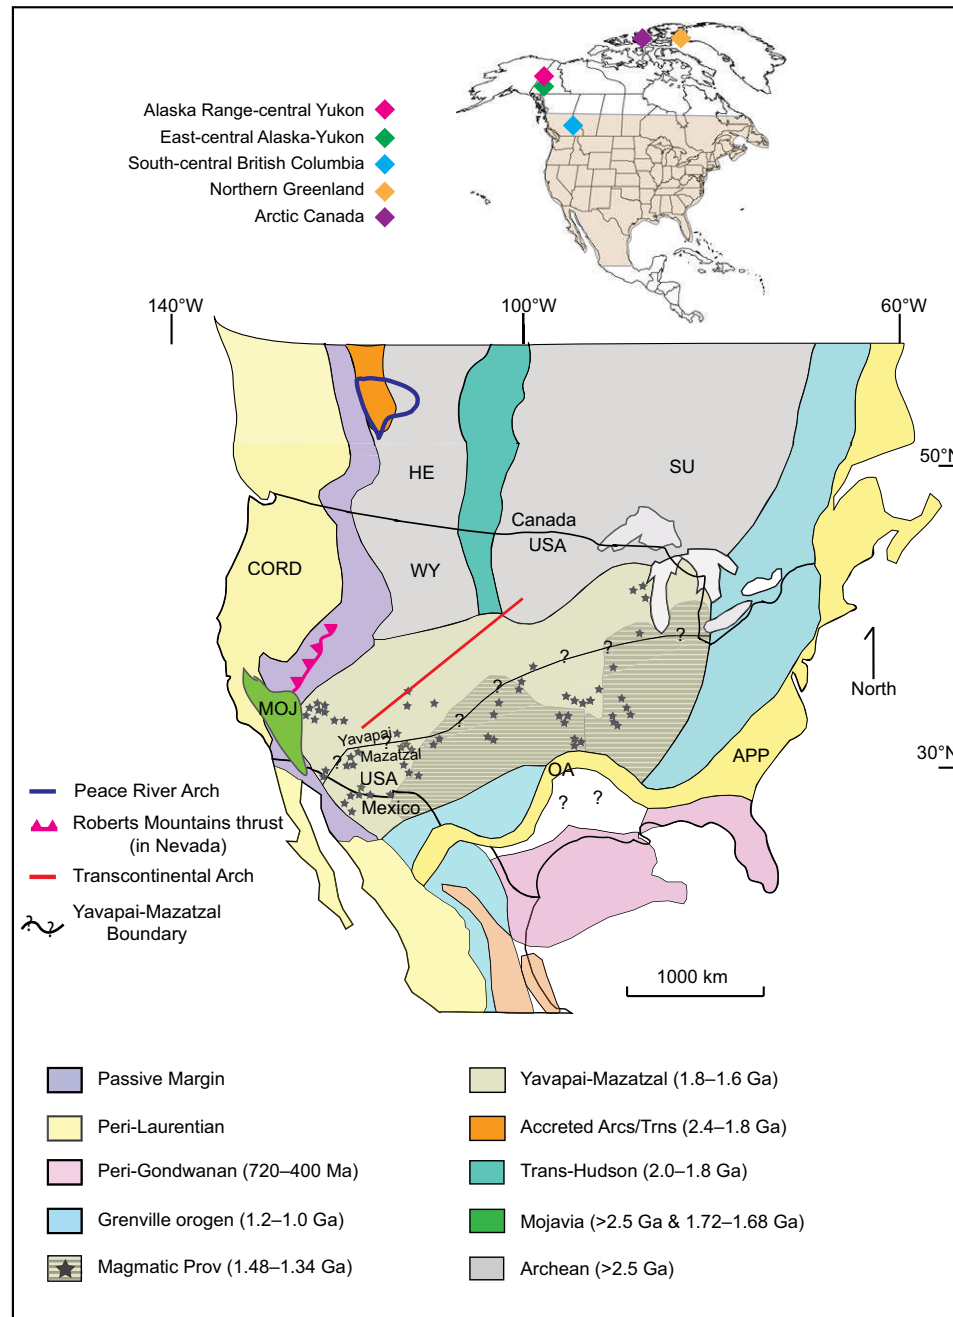 Alaska Range-central Yukon
East-central Alaska-Yukon
South-central British Columbia
Northern Greenland
Arctic Canada
140°W
100°W
60°W
50°N
HE
SU
Canada
USA
CORD
WY
?
?
North
?
MOJ
?
Yavapai
?
?
Mazatzal
APP
30°N
OA
USA
Mexico
? ?
Peace River Arch
Roberts Mountains thrust
(in Nevada)
Transcontinental Arch
? ?
Yavapai-Mazatzal
Boundary
1000 km
Passive Margin
Yavapai-Mazatzal (1.8–1.6 Ga)
Peri-Laurentian
Accreted Arcs/Trns (2.4–1.8 Ga)
Peri-Gondwanan (720–400 Ma)
Trans-Hudson (2.0–1.8 Ga)
Grenville orogen (1.2–1.0 Ga)
Mojavia (>2.5 Ga & 1.72–1.68 Ga)
Magmatic Prov (1.48–1.34 Ga)
Archean (>2.5 Ga)